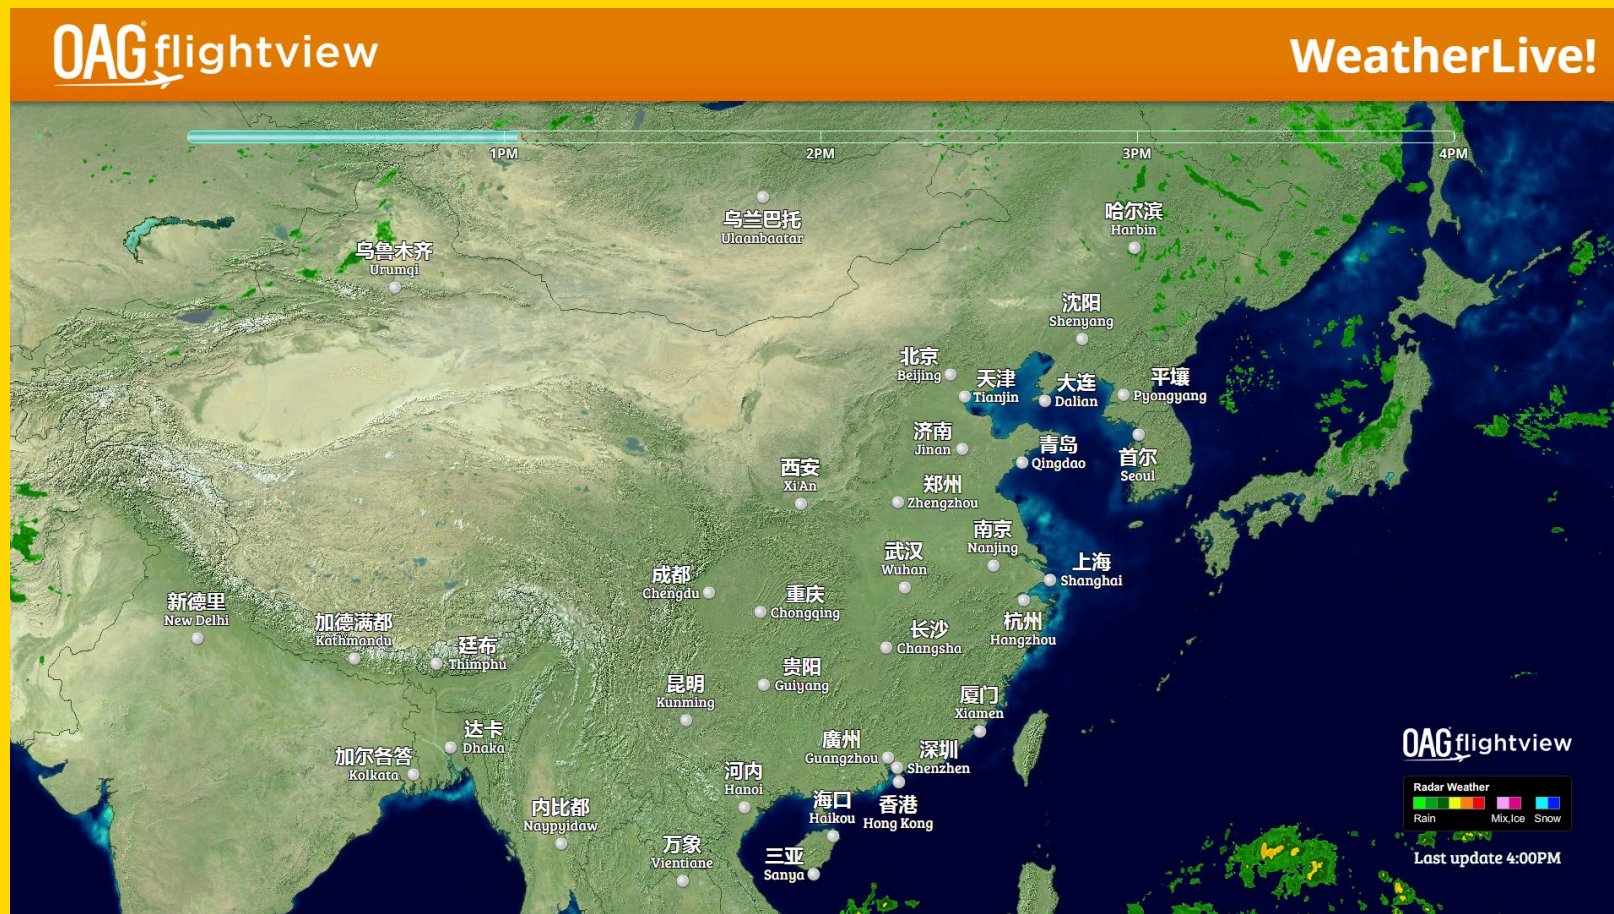 OAG flightview
WeatherLive!
1PM
2PM
3PM
4PM
乌兰巴托
Ulaanbaatar
哈尔滨
Harbin
乌鲁木齐
Urumqi
沈阳
Shenyang
北京
Beijing
天津
Tianjin
大连
Dalian
平壤
Pyongyang
济南
Jinan
青岛
Qingdao
首尔
Seoul
西安
Xi'An
郑州
Zhengzhou
南京
Nanjing
武汉
Wuhan
上海
Shanghai
成都
Chengdu
重庆
Chongqing
杭州
Hangzhou
新德里
New Delhi
加德满都
Kathmandu
廷布
Thimphu
长沙
Changsha
贵阳
Guiyang
昆明
Kunming
厦门
Xiamen
达卡
Dhaka
加尔各答
Kolkata
廣州
Guangzhou
深圳
Shenzhen
河内
Hanoi
海口
Haikou
香港
Hong Kong
内比都
Naypyidaw
万象
Vientiane
三亚
Sanya
OAG flightview
Radar Weather
Rain Mix,Ice Snow
Last update 4:00PM